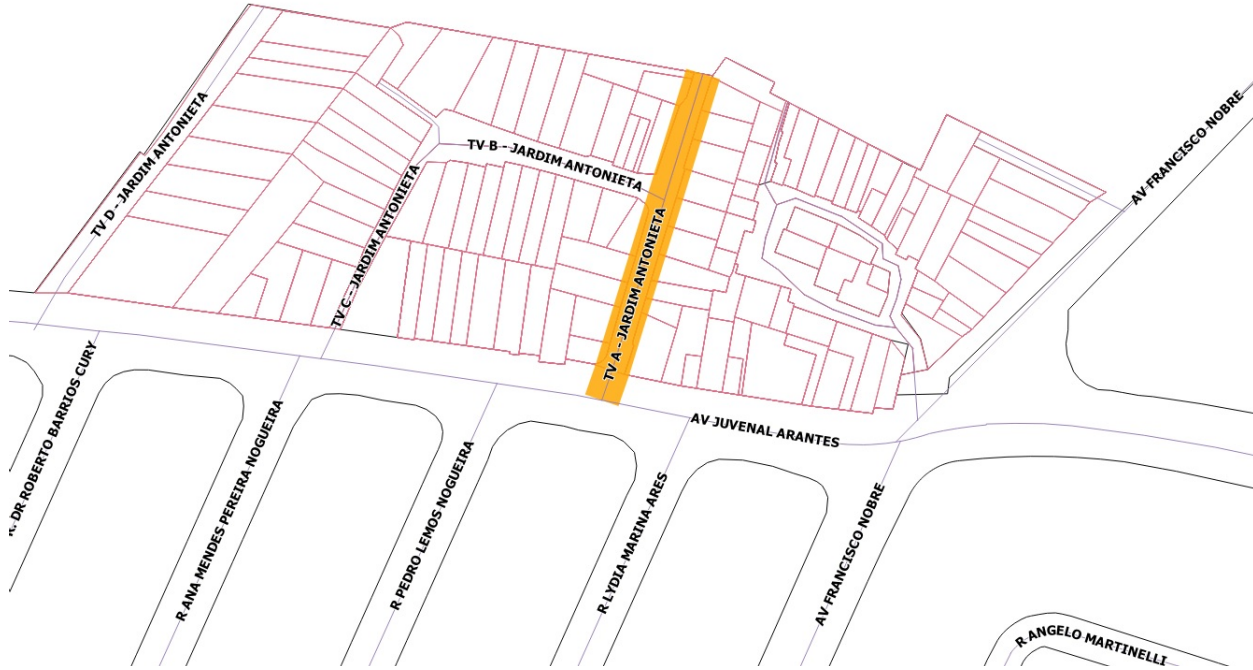 TV D - JARDIM ANTONIETA
TV B - JARDIM ANTONIETA
AV FRANCISCO NOBRE
TV C - JARDIM ANTONIETA
TV A - JARDIM ANTONIETA
R. DR ROBERTO BARRIOS CURY
R ANA MENDES PEREIRA NOGUEIRA
R PEDRO LEMOS NOGUEIRA
R LYDIA MARINA ARES
AV JUVENAL ARANTES
AV FRANCISCO NOBRE
R ANGELO MARTINELLI